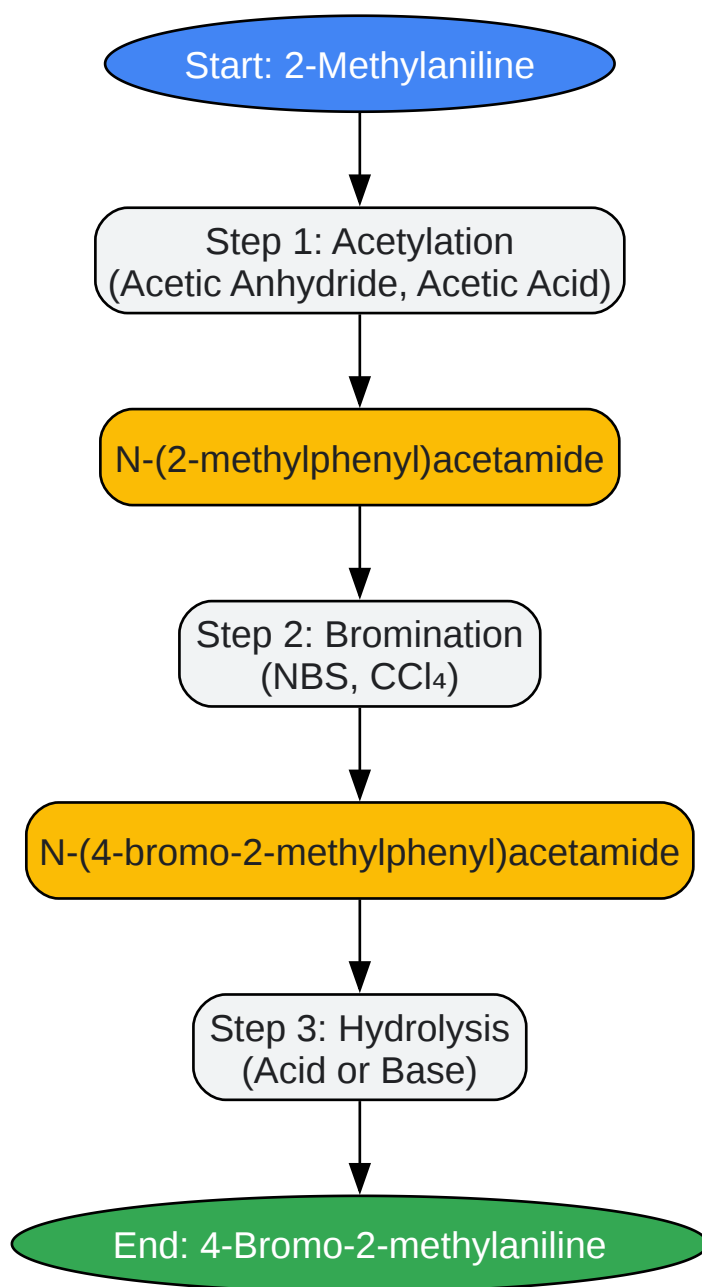 Start: 2-Methylaniline
Step 1: Acetylation
(Acetic Anhydride, Acetic Acid)
N-(2-methylphenyl)acetamide
Step 2: Bromination
(NBS, CCl₄)
N-(4-bromo-2-methylphenyl)acetamide
Step 3: Hydrolysis
(Acid or Base)
End: 4-Bromo-2-methylaniline